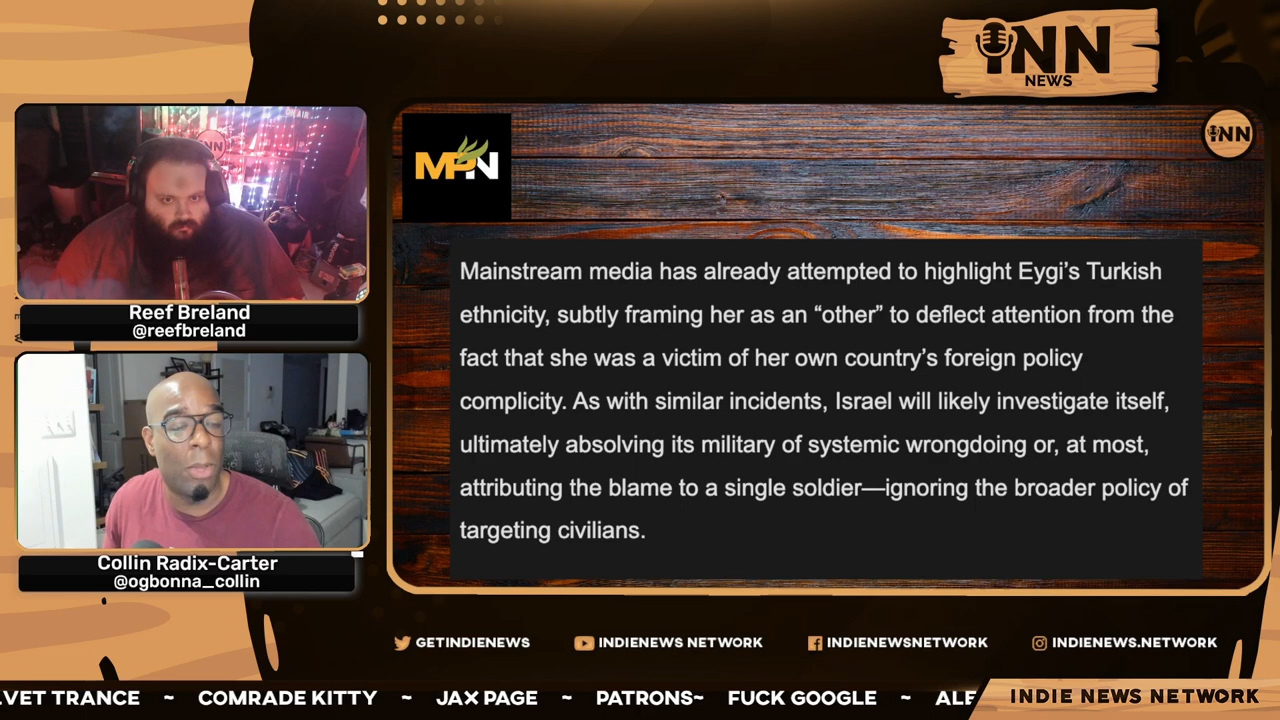 INN
NEWS
INN
MPN
Mainstream media has already attempted to highlight Eygi’s Turkish
ethnicity, subtly framing her as an “other” to deflect attention from the
fact that she was a victim of her own country’s foreign policy
complicity. As with similar incidents, Israel will likely investigate itself,
ultimately absolving its military of systemic wrongdoing or, at most,
attributing the blame to a single soldier—ignoring the broader policy of
targeting civilians.
Reef Breland
@reefbreland
Collin Radix-Carter
@ogbonna_collin
GETINDIENEWS
INDIENEWS NETWORK
INDIENEWSNETWORK
INDIENEWS.NETWORK
VET TRANCE ~ COMRADE KITTY ~ JAX PAGE ~ PATRONS~ FUCK GOOGLE ~ ALE
INDIE NEWS NETWORK